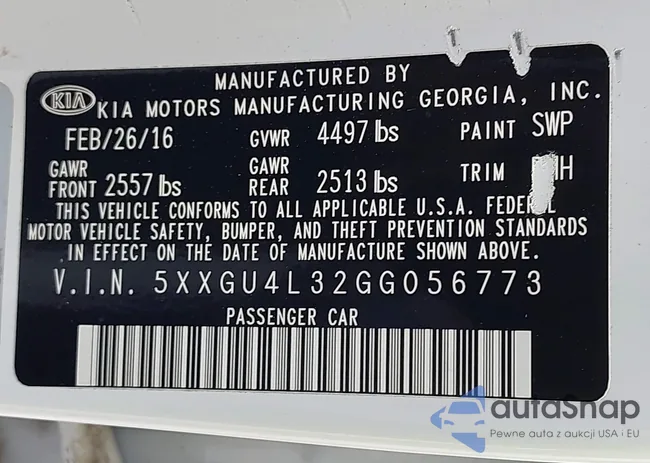 MANUFACTURED BY
KIA KIA MOTORS MANUFACTURING GEORGIA, INC.
FEB/26/16 GVWR 4497 lbs PAINT SWP
GAWR FRONT 2557 lbs GAWR REAR 2513 lbs TRIM H
THIS VEHICLE CONFORMS TO ALL APPLICABLE U.S.A.
MOTOR VEHICLE SAFETY, BUMPER, AND THEFT PREVENTION STANDARDS
IN EFFECT ON THE DATE OF MANUFACTURE SHOWN ABOVE.
V.I.N. 5XXGU4L32GG056773
PASSENGER CAR
autasnap
Pewne auta z aukcji USA i EU